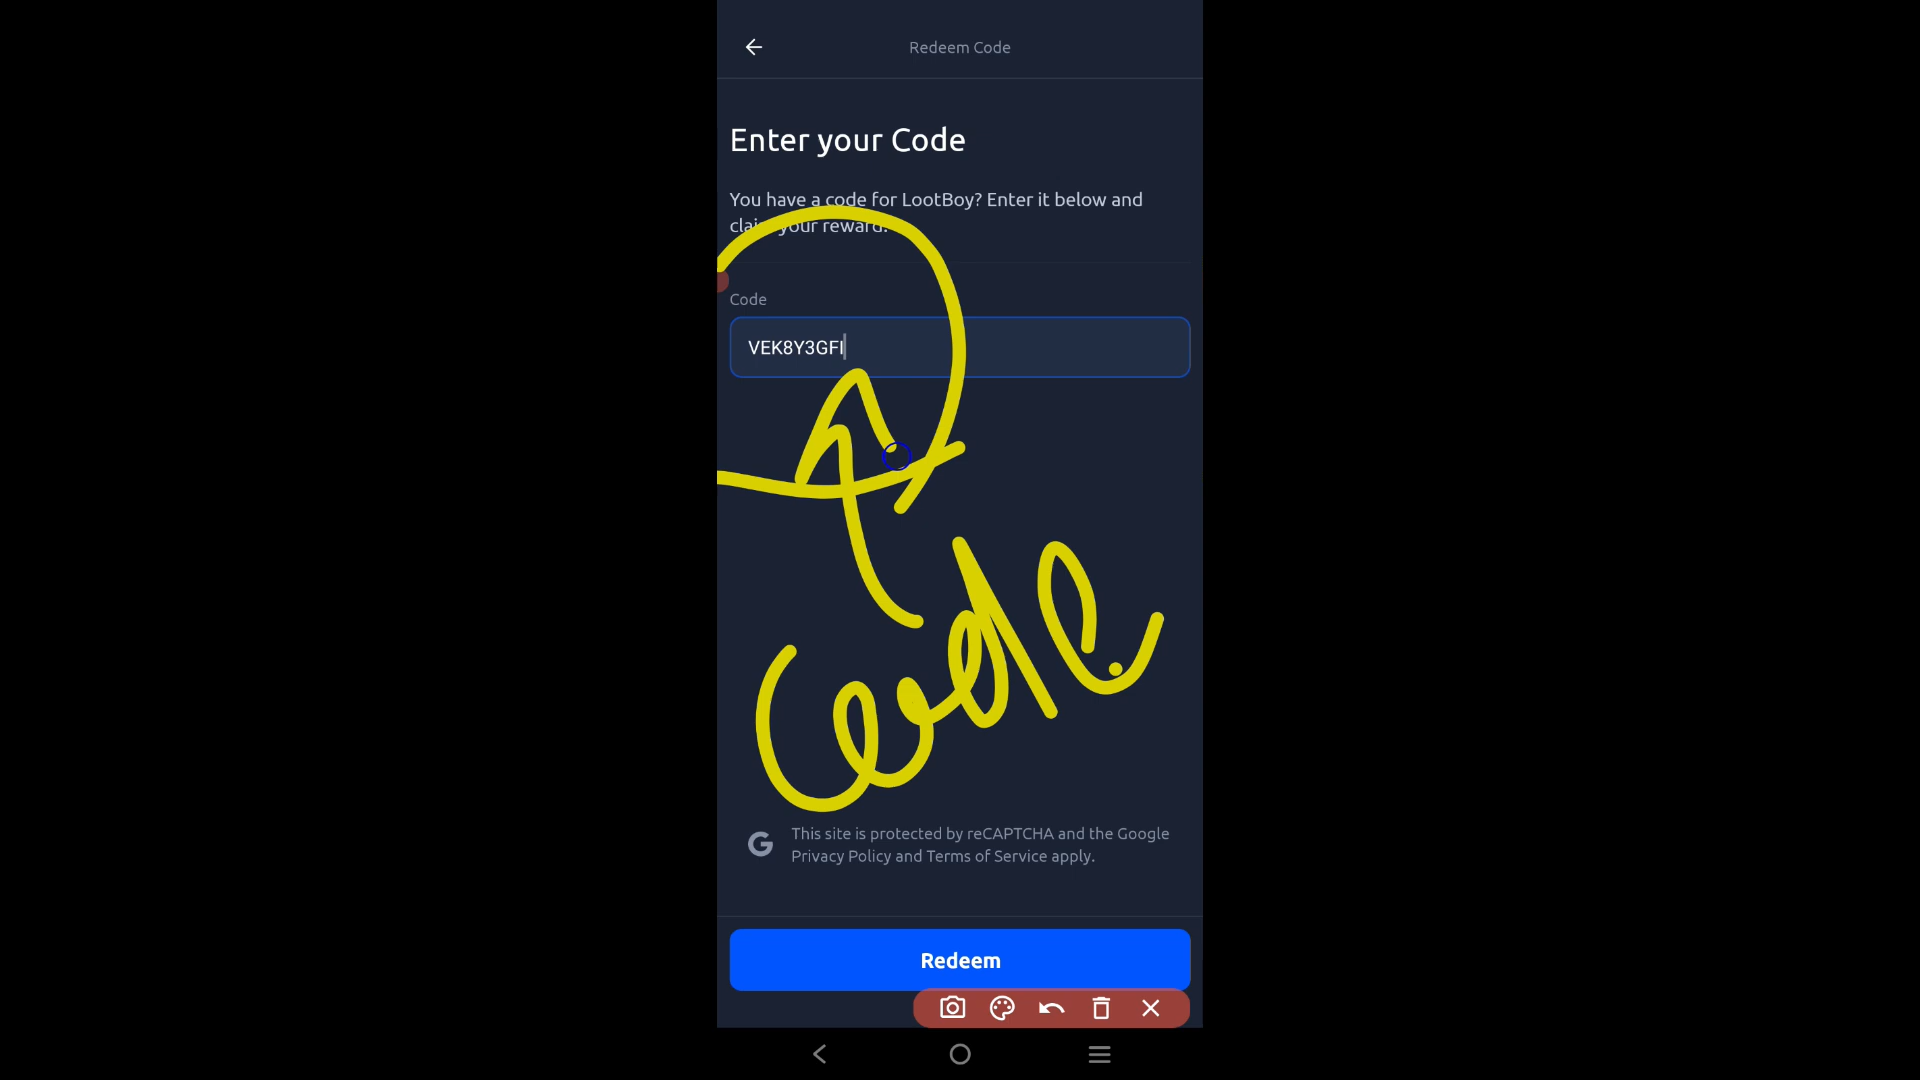 Redeem Code
Enter your Code
You have a code for LootBoy? Enter it below and
claim your reward.
Code
VEK8Y3GFI
Code
This site is protected by reCAPTCHA and the Google
Privacy Policy and Terms of Service apply.
Redeem